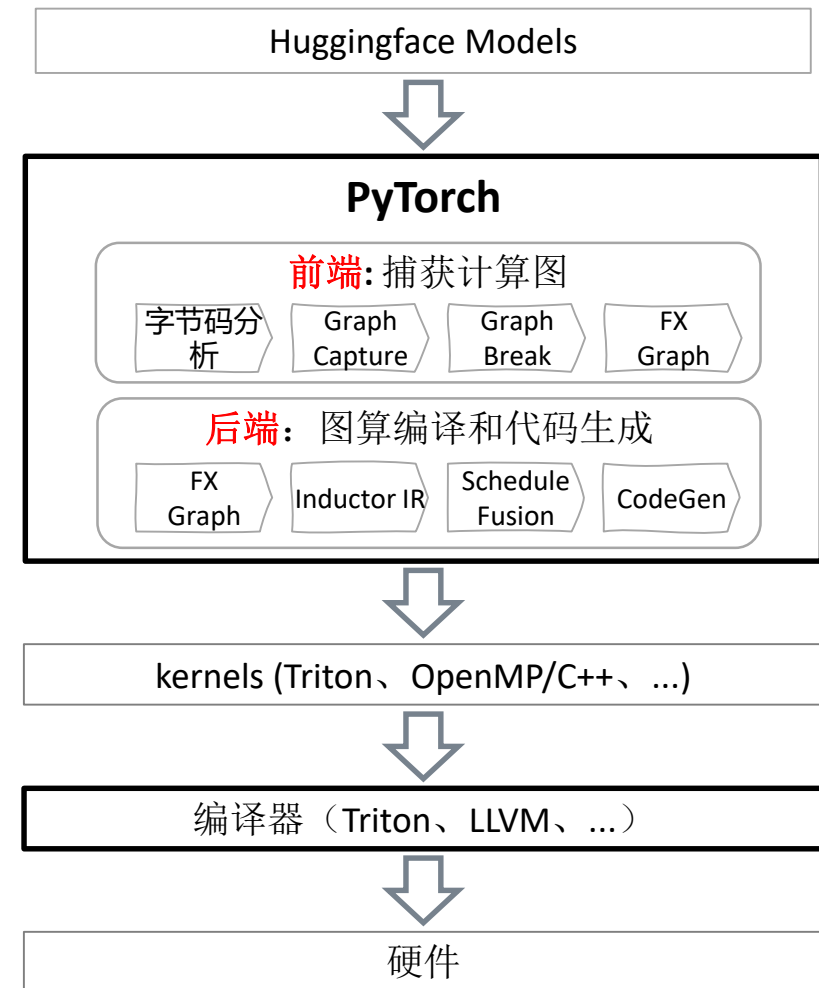 Huggingface Models
PyTorch
前端: 捕获计算图
字节码分
析
Graph
Capture
Graph
Break
FX
Graph
后端： 图算编译和代码生成
FX
Graph
Inductor IR
Schedule
Fusion
CodeGen
kernels (Triton、OpenMP/C++、...)
编译器（Triton、LLVM、...）
硬件